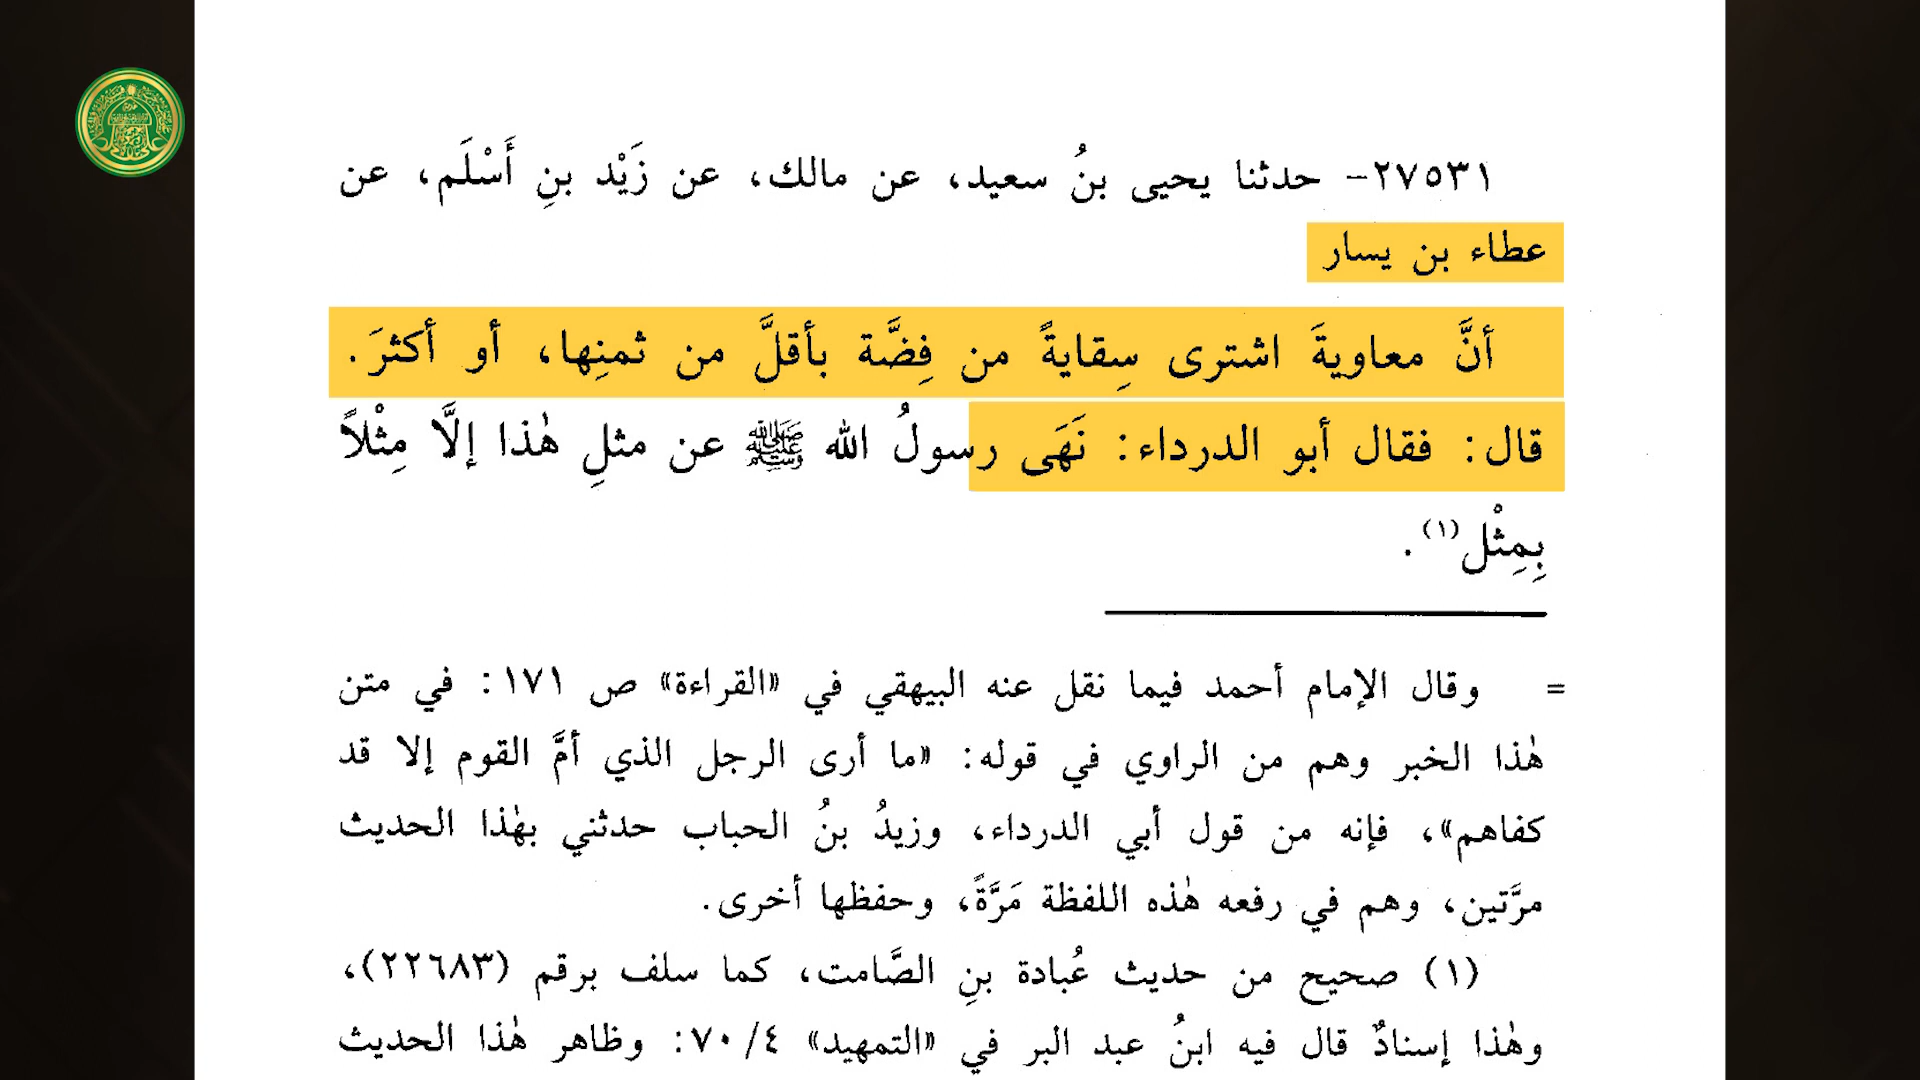 ٢٧٥٣١- حدثنا يحيى بنُ سعيد، عن مالك، عن زَيْد بنِ أَسْلَم، عن
عطاء بن يسار
أنَّ معاويةَ اشترى سِقايةً من فِضَّة بأقلَّ من ثمنِها، أو أكثرَ.
قال: فقال أبو الدرداء: نَهَى رسولُ الله ﷺ عن مثلِ هٰذا إلَّا مِثْلاً
بِمِثْل(١).
= وقال الإمام أحمد فيما نقل عنه البيهقي في «القراءة» ص ١٧١: في متن
هٰذا الخبر وهم من الراوي في قوله: «ما أرى الرجل الذي أمَّ القوم إلا قد
كفاهم»، فإنه من قول أبي الدرداء، وزيدُ بنُ الحباب حدثني بهٰذا الحديث
مرَّتين، وهم في رفعه هٰذه اللفظة مَرَّةً، وحفظها أخرى.
(١) صحيح من حديث عُبادة بنِ الصَّامت، كما سلف برقم (٢٢٦٨٣)،
وهٰذا إسنادٌ قال فيه ابنُ عبد البر في «التمهيد» ٧٠/٤: وظاهر هٰذا الحديث